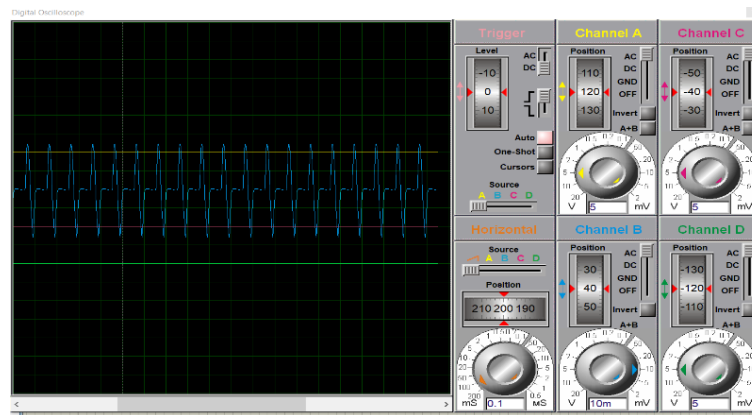 Digital Oscilloscope
Trigger
Level
AC
DC
-10
0
10
Auto
One-Shot
Cursors
Source
A B C D
Channel A
Position
AC
DC
GND
OFF
110
120
-130
Invert
A+B
V
5
mV
Channel C
Position
AC
DC
GND
OFF
-50
-40
-30
Invert
A+B
V
5
mV
Horizontal
Source
A B C D
Position
210 200 190
mS
0.1
µS
Channel B
Position
AC
DC
GND
OFF
30
40
-50
Invert
A+B
V
10m
mV
Channel D
Position
AC
DC
GND
OFF
-130
-120
-110
Invert
A+B
V
5
mV